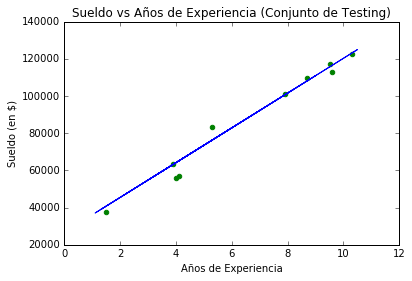 Sueldo vs Años de Experiencia (Conjunto de Testing)
140000
120000
100000
80000
60000
40000
20000
Sueldo (en $)
0 2 4 6 8 10 12
Años de Experiencia